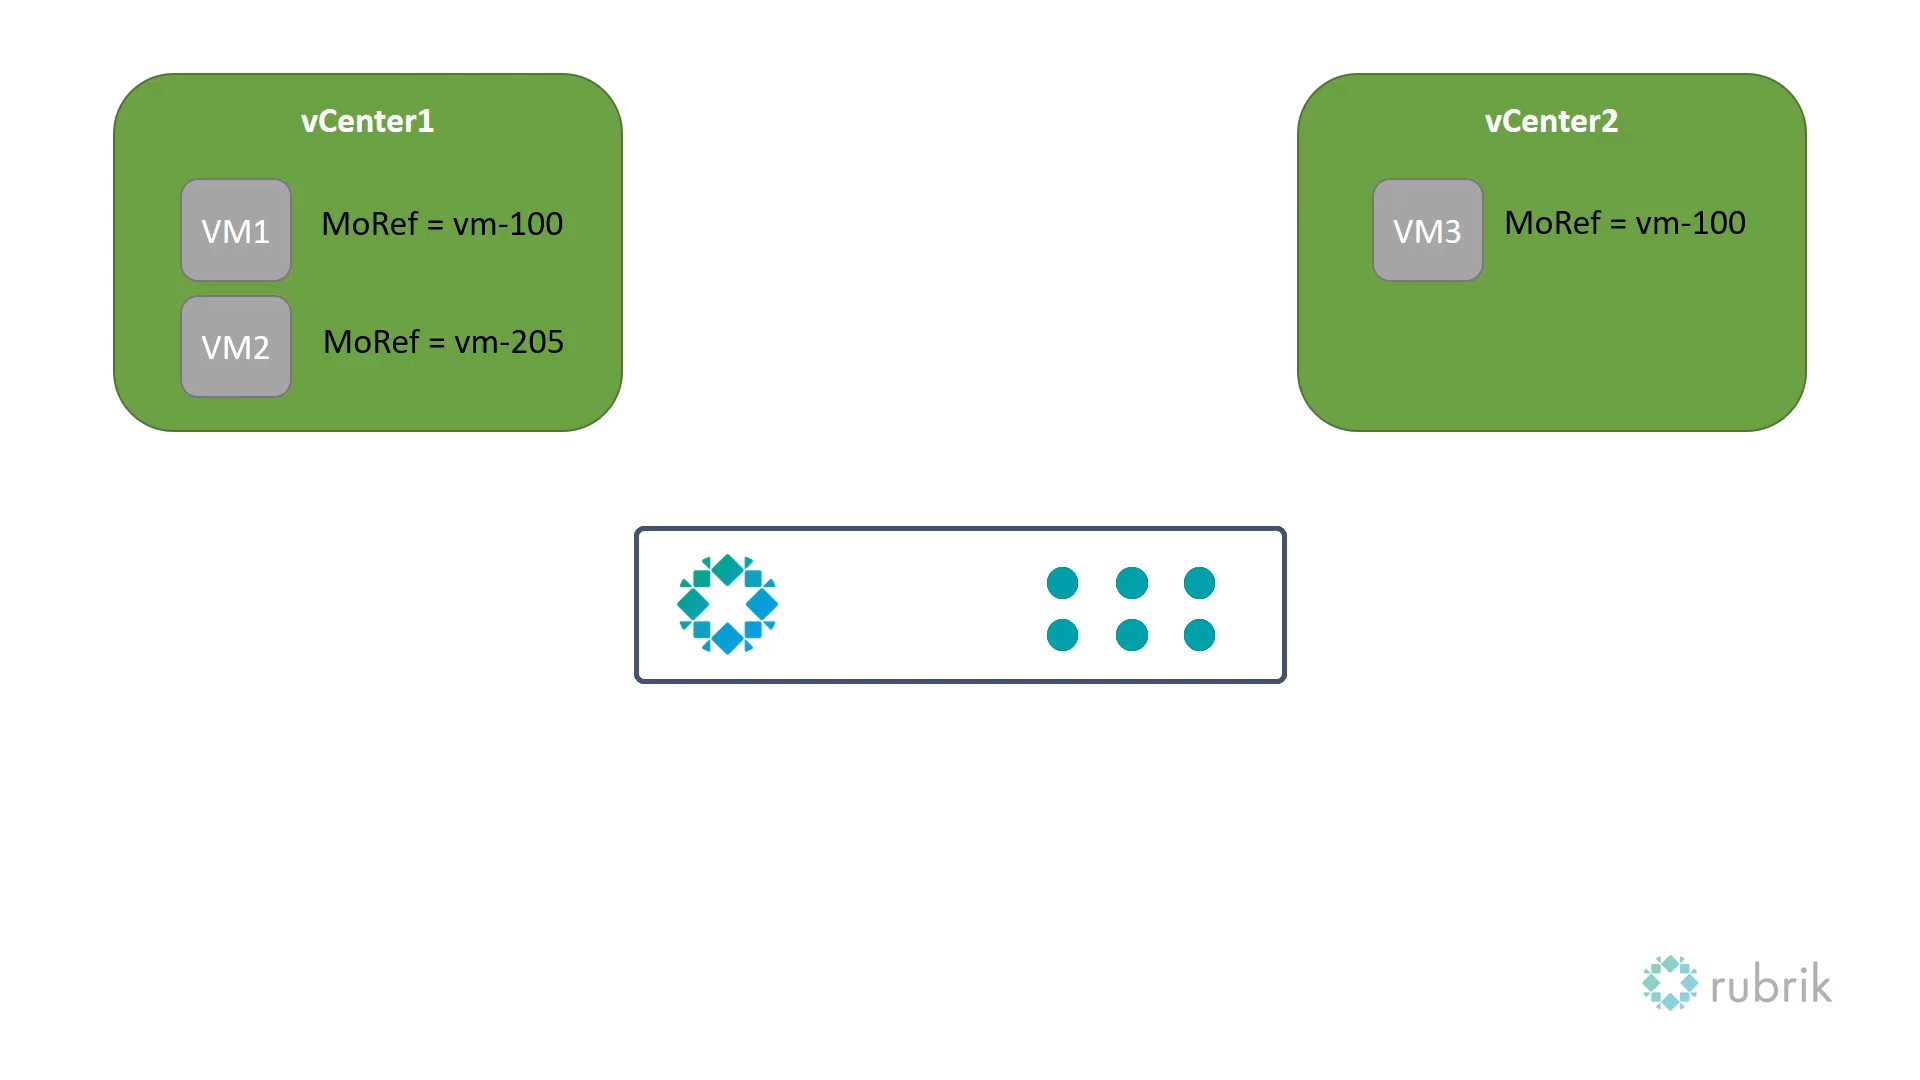 vCenter1
VM1 MoRef = vm-100
VM2 MoRef = vm-205
vCenter2
VM3 MoRef = vm-100
rubrik